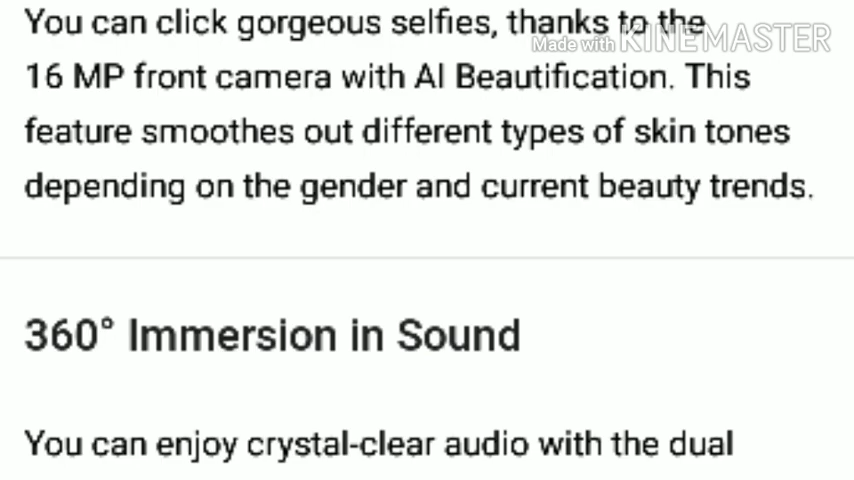 You can click gorgeous selfies, thanks to the
Made with KINEMASTER
16 MP front camera with AI Beautification. This
feature smoothes out different types of skin tones
depending on the gender and current beauty trends.
360° Immersion in Sound
You can enjoy crystal-clear audio with the dual